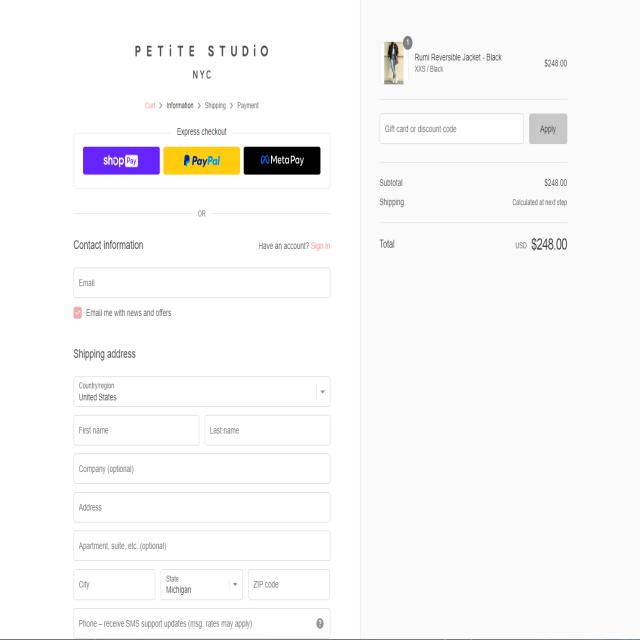 PETiTE STUDiO
NYC
Cart > Information > Shipping > Payment
Express checkout
shop Pay
PayPal
Meta Pay
OR
Contact information
Have an account? Sign in
Email
Email me with news and offers
Shipping address
Country/region
United States
First name
Last name
Company (optional)
Address
Apartment, suite, etc. (optional)
City
State
Michigan
ZIP code
Phone – receive SMS support updates (msg. rates may apply)
?
1
Rumi Reversible Jacket - Black
XXS / Black
$248.00
Gift card or discount code
Apply
Subtotal
$248.00
Shipping
Calculated at next step
Total
USD $248.00